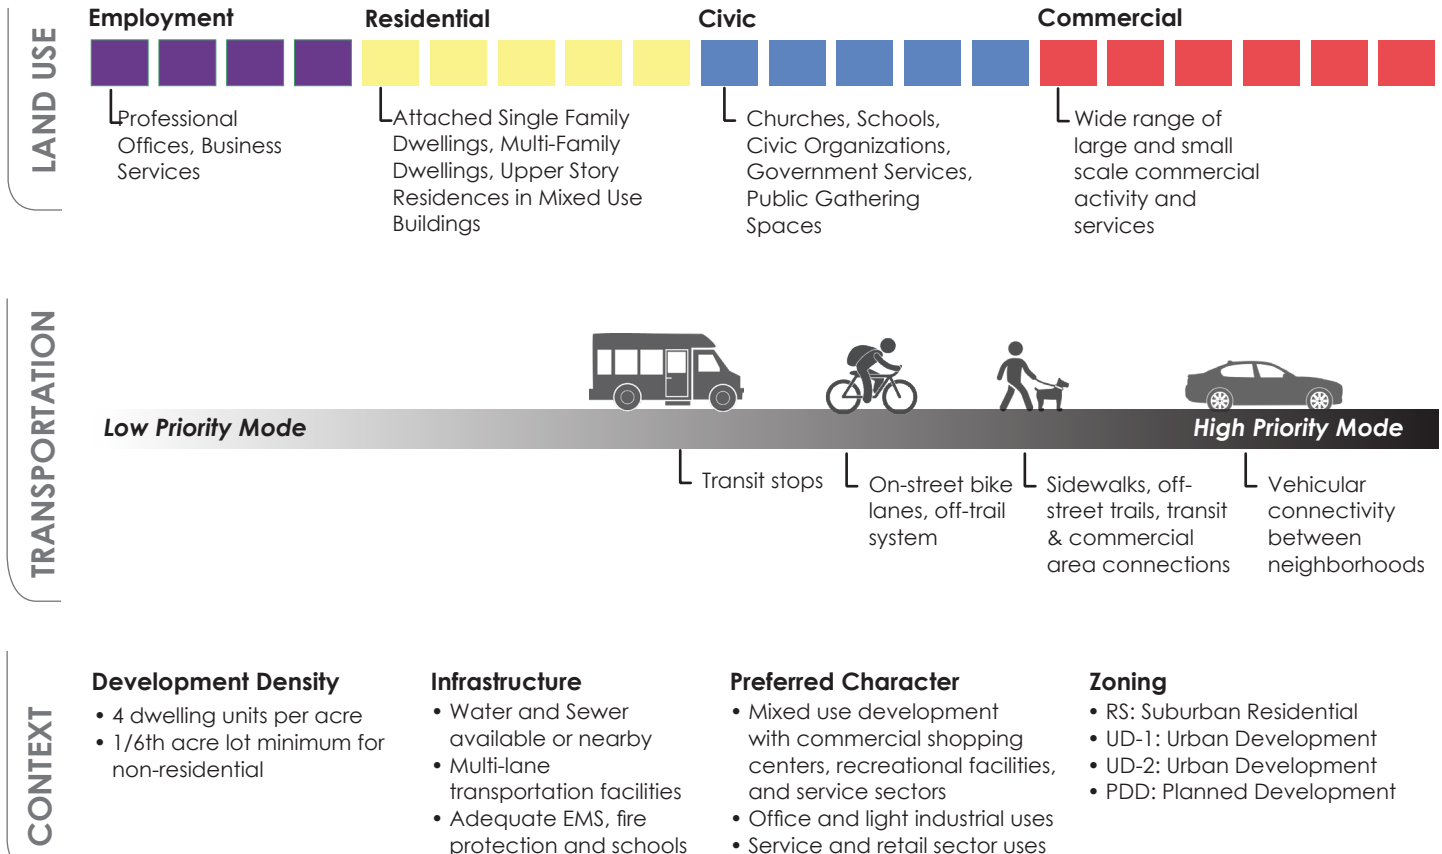 LAND USE
Employment
Professional
Offices, Business
Services
Residential
Attached Single Family
Dwellings, Multi-Family
Dwellings, Upper Story
Residences in Mixed Use
Buildings
Civic
Churches, Schools,
Civic Organizations,
Government Services,
Public Gathering
Spaces
Commercial
Wide range of
large and small
scale commercial
activity and
services
TRANSPORTATION
Low Priority Mode
High Priority Mode
Transit stops
On-street bike
lanes, off-trail
system
Sidewalks, off-
street trails, transit
& commercial
area connections
Vehicular
connectivity
between
neighborhoods
CONTEXT
Development Density
• 4 dwelling units per acre
• 1/6th acre lot minimum for
non-residential
Infrastructure
• Water and Sewer
available or nearby
• Multi-lane
transportation facilities
• Adequate EMS, fire
protection and schools
Preferred Character
• Mixed use development
with commercial shopping
centers, recreational facilities,
and service sectors
• Office and light industrial uses
• Service and retail sector uses
Zoning
• RS: Suburban Residential
• UD-1: Urban Development
• UD-2: Urban Development
• PDD: Planned Development